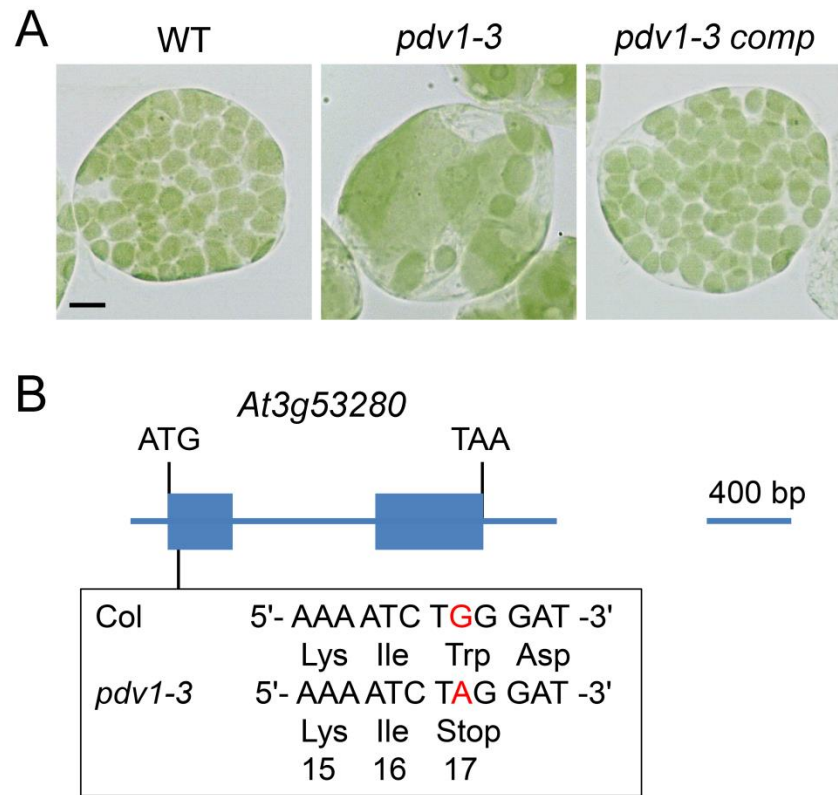 A
WT pdv1-3 pdv1-3 comp
B
At3g53280
ATG TAA
400 bp
Col 5'- AAA ATC TGG GAT -3'
Lys Ile Trp Asp
pdv1-3 5'- AAA ATC TAG GAT -3'
Lys Ile Stop
15 16 17